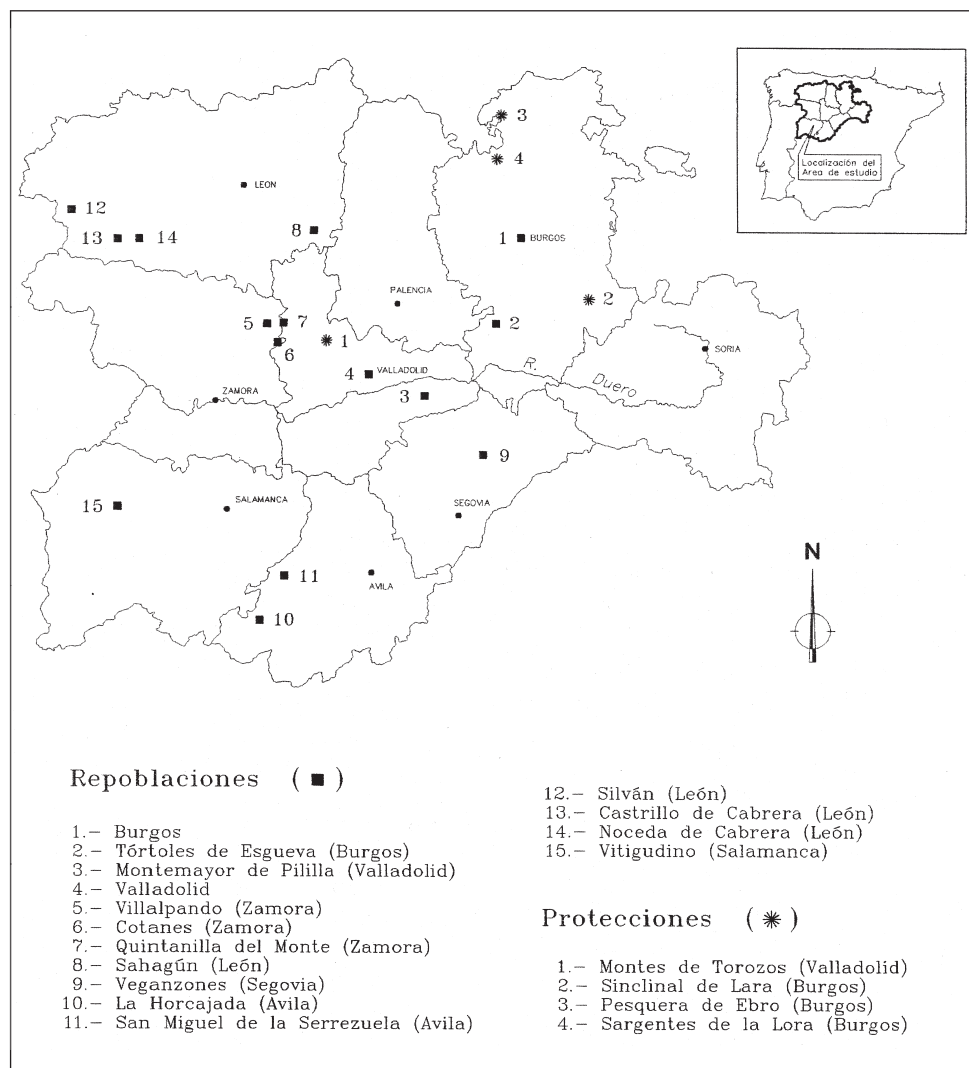 3
4
LEON
12
13
14
8
1
BURGOS
PALENCIA
2
5
7
6
1
2
SORIA
4
VALLADOLID
R.
Duero
3
ZAMORA
9
15
SALAMANCA
SEGOVIA
11
AVILA
10
Localización del
Area de estudio
N
Repoblaciones ( ■ )
1.- Burgos
2.- Tórtoles de Esgueva (Burgos)
3.- Montemayor de Pililla (Valladolid)
4.- Valladolid
5.- Villalpando (Zamora)
6.- Cotanes (Zamora)
7.- Quintanilla del Monte (Zamora)
8.- Sahagún (León)
9.- Veganzones (Segovia)
10.- La Horcajada (Avila)
11.- San Miguel de la Serrezuela (Avila)
12.- Silván (León)
13.- Castrillo de Cabrera (León)
14.- Noceda de Cabrera (León)
15.- Vitigudino (Salamanca)
Protecciones ( ✳ )
1.- Montes de Torozos (Valladolid)
2.- Sinclinal de Lara (Burgos)
3.- Pesquera de Ebro (Burgos)
4.- Sargentes de la Lora (Burgos)